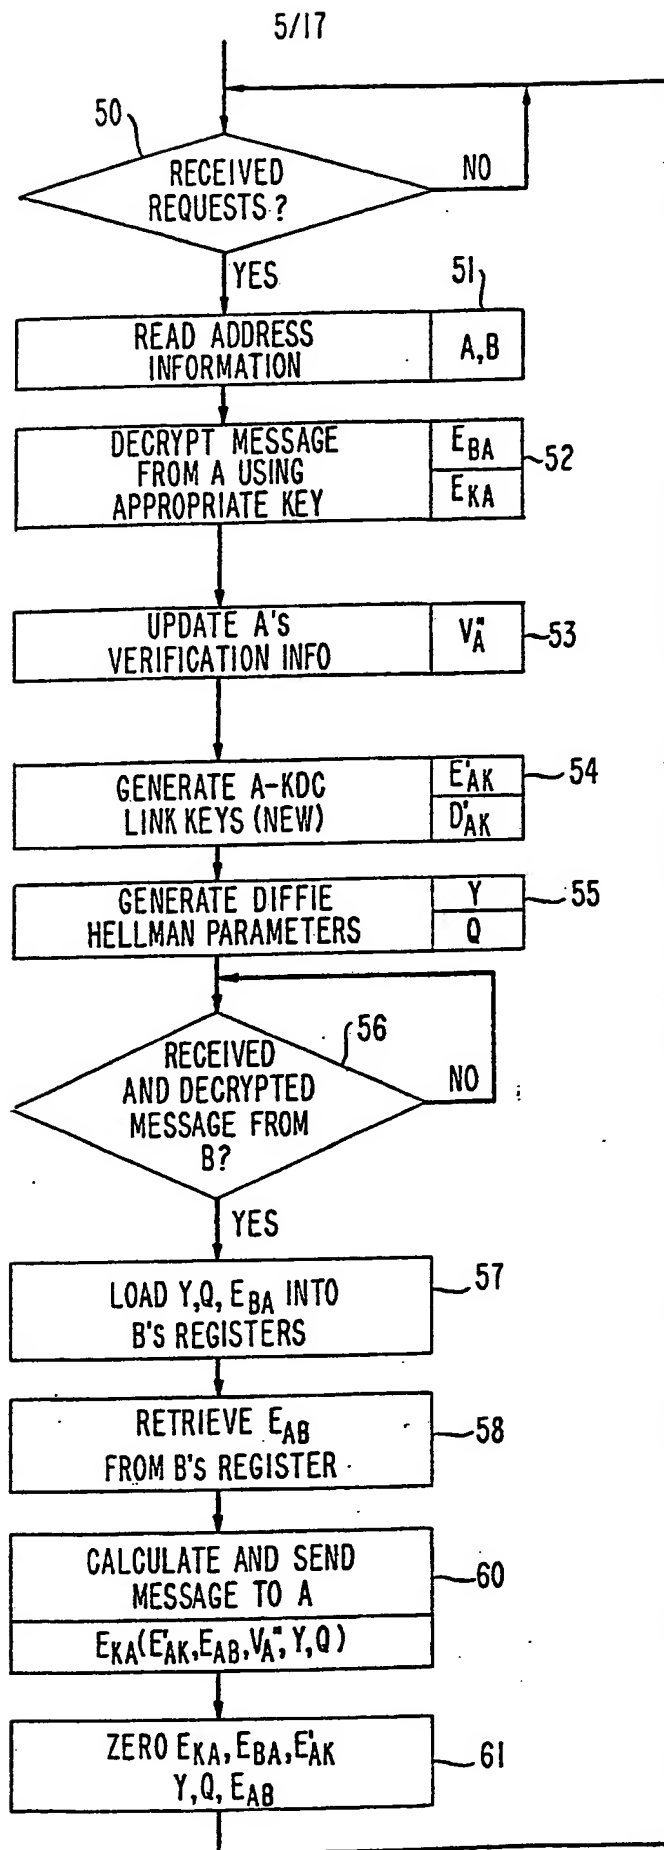 5/17
50
RECEIVED
REQUESTS?
NO
YES
51
READ ADDRESS
INFORMATION
A,B
DECRYPT MESSAGE
FROM A USING
APPROPRIATE KEY
E_BA
E_KA
52
UPDATE A'S
VERIFICATION INFO
V_A"
53
GENERATE A-KDC
LINK KEYS (NEW)
E'_AK
D'_AK
54
GENERATE DIFFIE
HELLMAN PARAMETERS
Y
Q
55
56
RECEIVED
AND DECRYPTED
MESSAGE FROM
B?
NO
YES
LOAD Y,Q, E_BA INTO
B'S REGISTERS
57
RETRIEVE E_AB
FROM B'S REGISTER
58
CALCULATE AND SEND
MESSAGE TO A
60
E_KA(E'_AK,E_AB,V_A",Y,Q)
ZERO E_KA, E_BA, E'_AK
Y,Q, E_AB
61